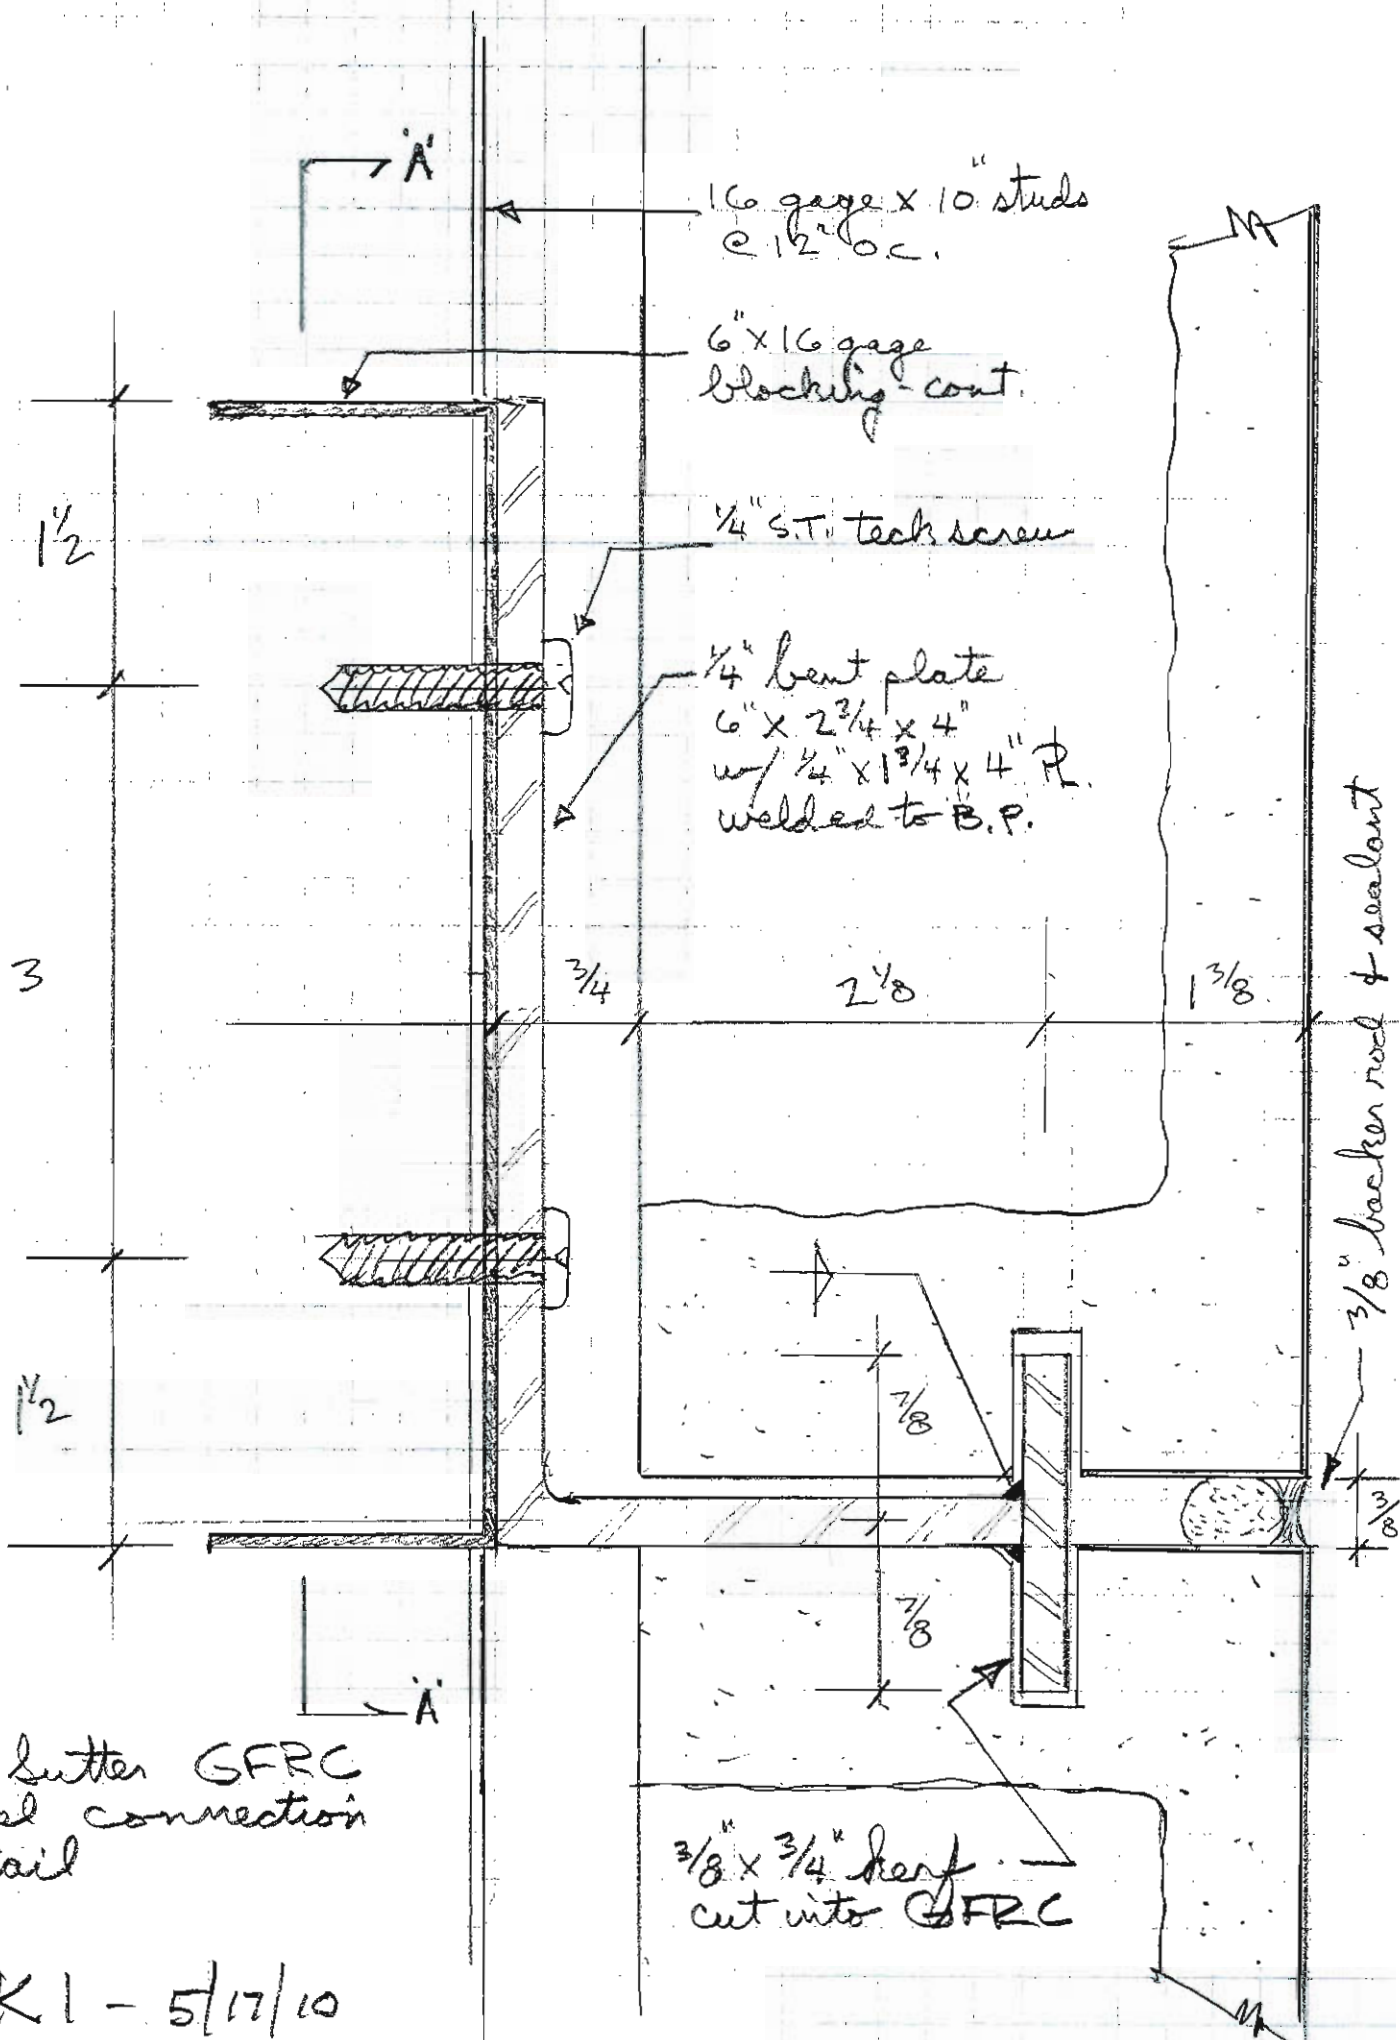 'A'
16 gage x 10" studs
@ 12" o.c.
6" x 16 gage
blocking - cont.
1 1/2
1/4" S.T. teck screw
1/4" bent plate
6" x 2 3/4 x 4"
w/ 1/4" x 1 3/4 x 4" PL.
welded to B.P.
3
3/4
2 1/8
1 3/8
3/8" backer rod & sealant
1 1/2
7/8
3/8
7/8
'A'
Sutter GFRC
connection
3/8" x 3/4" kerf
cut into GFRC
K1 - 5/17/10